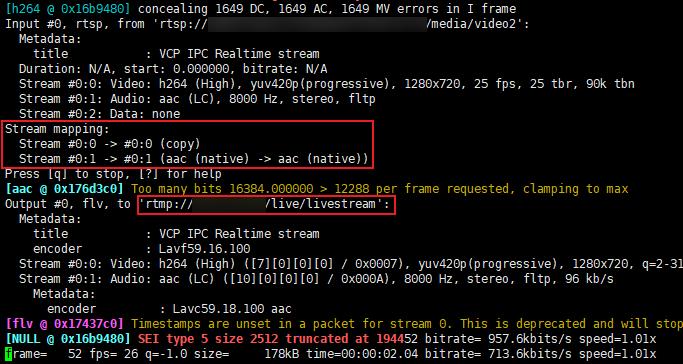 [h264 @ 0x16b9480] concealing 1649 DC, 1649 AC, 1649 MV errors in I frame
Input #0, rtsp, from 'rtsp:// /media/video2':
Metadata:
title : VCP IPC Realtime stream
Duration: N/A, start: 0.000000, bitrate: N/A
Stream #0:0: Video: h264 (High), yuv420p(progressive), 1280x720, 25 fps, 25 tbr, 90k tbn
Stream #0:1: Audio: aac (LC), 8000 Hz, stereo, fltp
Stream #0:2: Data: none
Stream mapping:
Stream #0:0 -> #0:0 (copy)
Stream #0:1 -> #0:1 (aac (native) -> aac (native))
Press [q] to stop, [?] for help
[aac @ 0x176d3c0] Too many bits 16384.000000 > 12288 per frame requested, clamping to max
Output #0, flv, to 'rtmp:// /live/livestream':
Metadata:
title : VCP IPC Realtime stream
encoder : Lavf59.16.100
Stream #0:0: Video: h264 (High) ([7][0][0][0] / 0x0007), yuv420p(progressive), 1280x720, q=2-31
Stream #0:1: Audio: aac (LC) ([10][0][0][0] / 0x000A), 8000 Hz, stereo, fltp, 96 kb/s
Metadata:
encoder : Lavc59.18.100 aac
[flv @ 0x17437c0] Timestamps are unset in a packet for stream 0. This is deprecated and will stop
[NULL @ 0x16b9480] SEI type 5 size 2512 truncated at 194452 bitrate= 957.6kbits/s speed=1.01x
frame= 52 fps= 26 q=-1.0 size= 178kB time=00:00:02.04 bitrate= 713.6kbits/s speed=1.01x